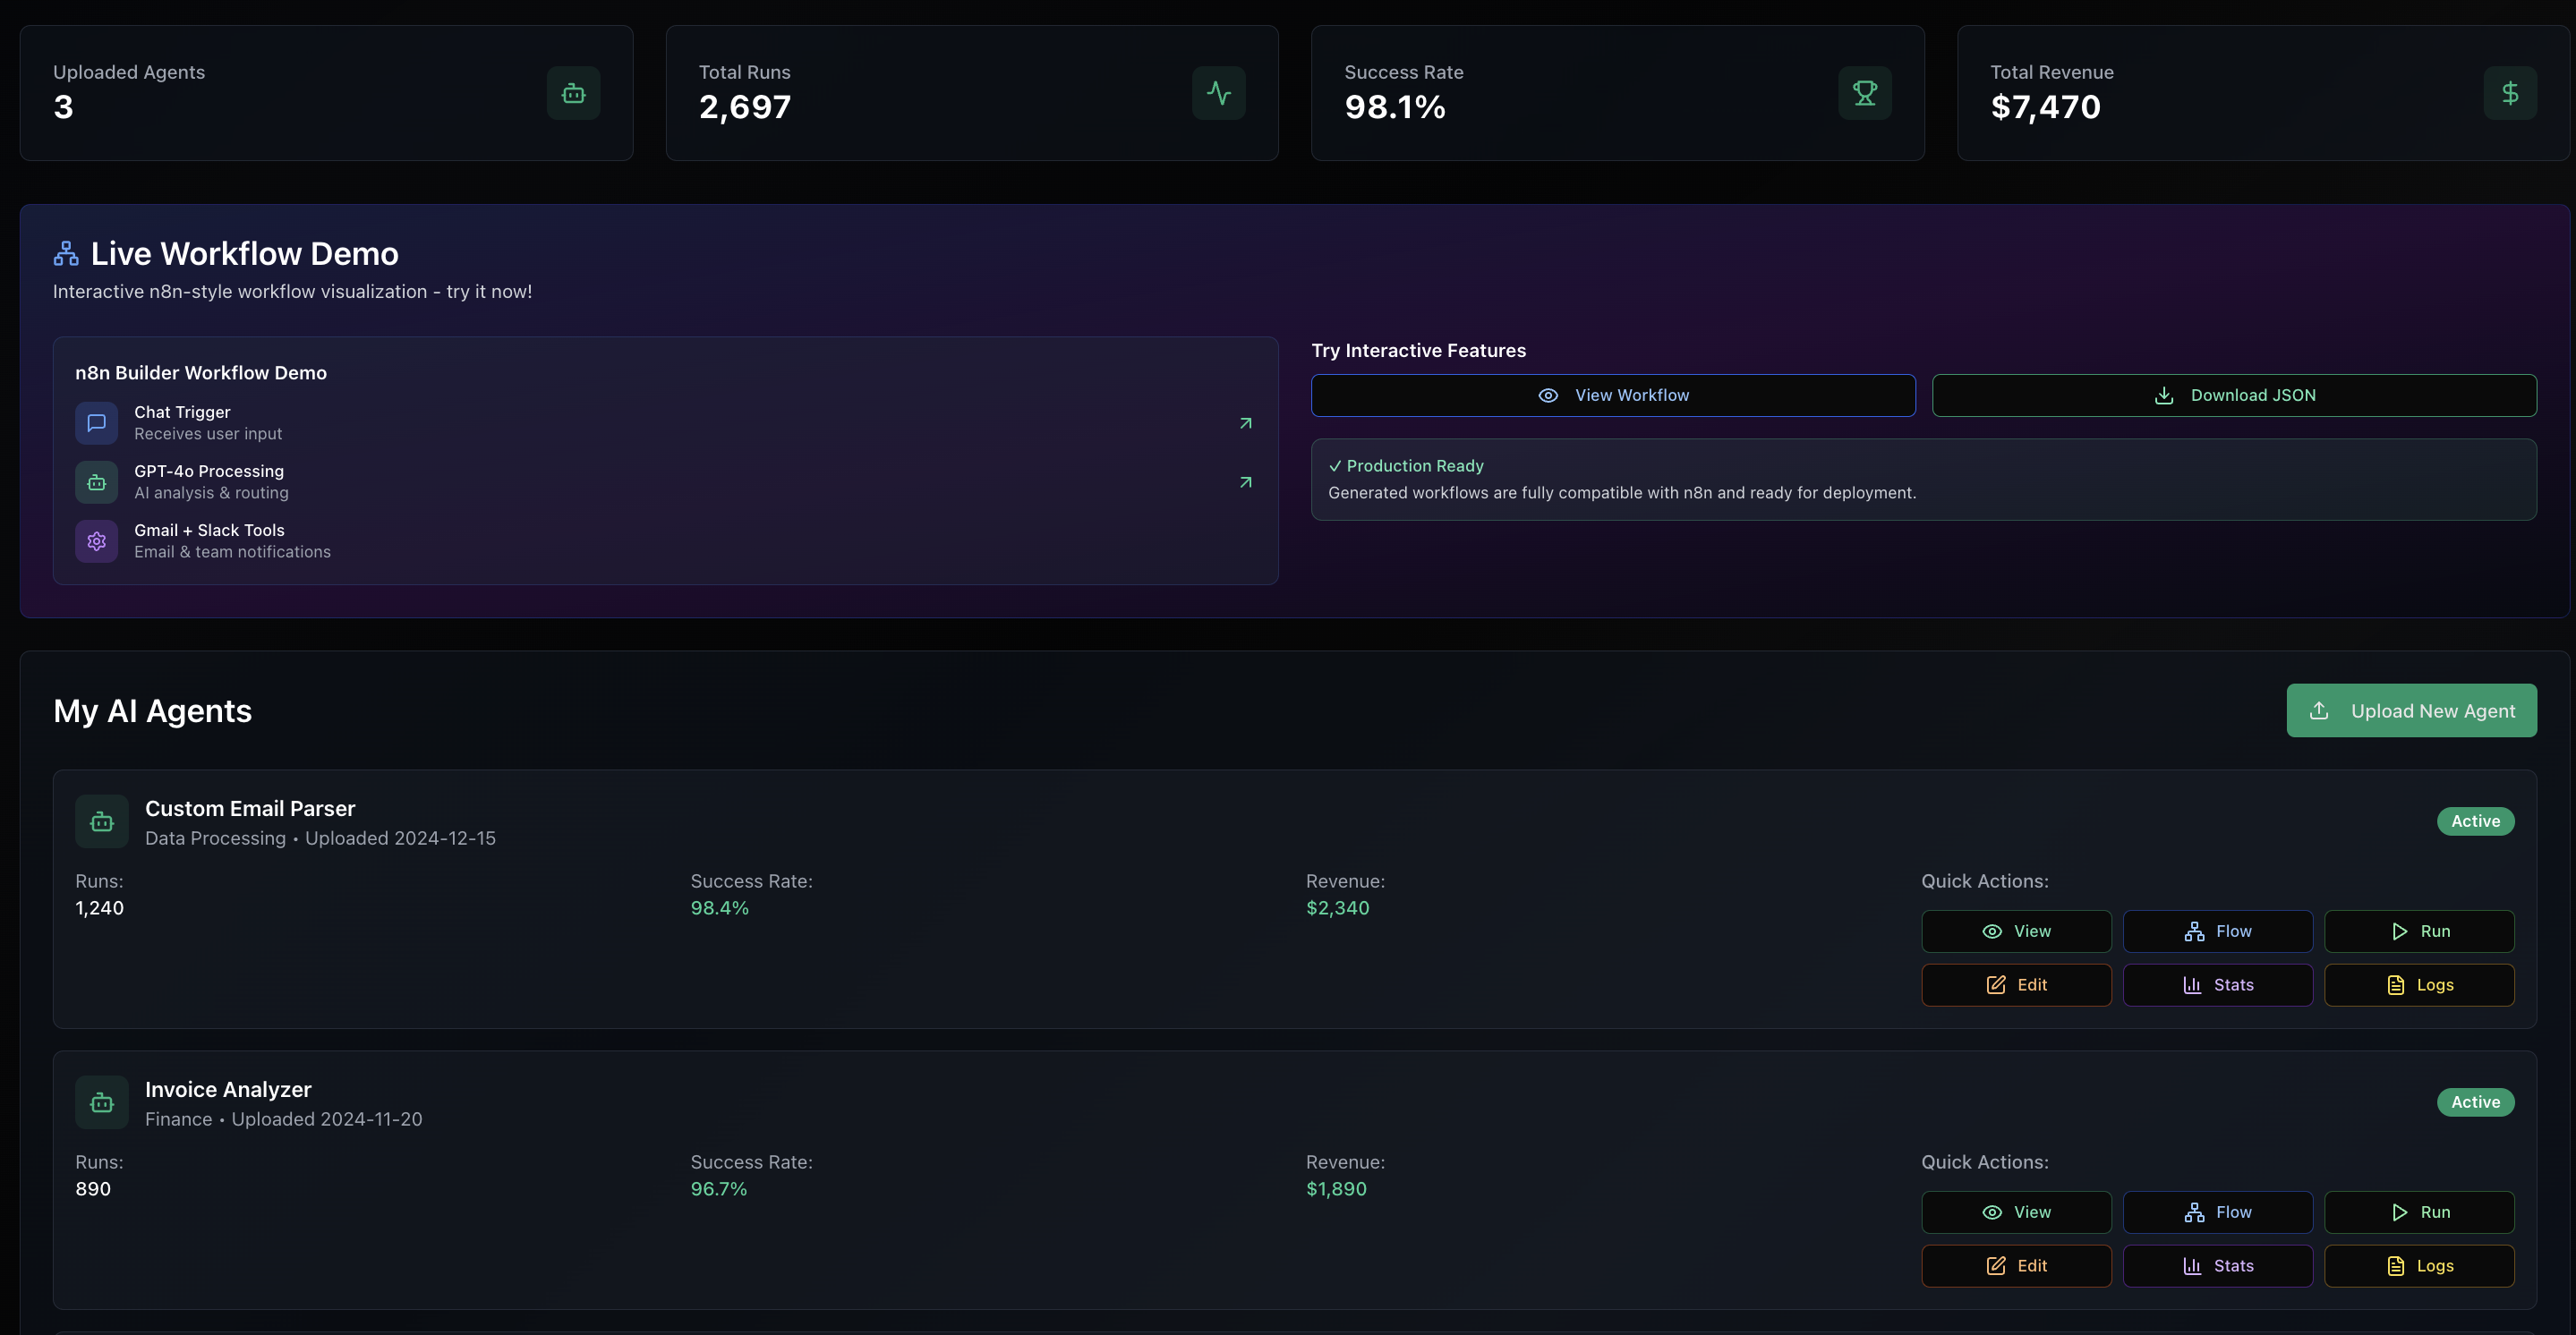 Uploaded Agents
3
Total Runs
2,697
Success Rate
98.1%
Total Revenue
$7,470
Live Workflow Demo
Interactive n8n-style workflow visualization - try it now!
n8n Builder Workflow Demo
Chat Trigger
Receives user input
GPT-4o Processing
AI analysis & routing
Gmail + Slack Tools
Email & team notifications
Try Interactive Features
View Workflow
Download JSON
✓ Production Ready
Generated workflows are fully compatible with n8n and ready for deployment.
My AI Agents
Upload New Agent
Custom Email Parser
Data Processing • Uploaded 2024-12-15
Active
Runs:
1,240
Success Rate:
98.4%
Revenue:
$2,340
Quick Actions:
View
Flow
Run
Edit
Stats
Logs
Invoice Analyzer
Finance • Uploaded 2024-11-20
Active
Runs:
890
Success Rate:
96.7%
Revenue:
$1,890
Quick Actions:
View
Flow
Run
Edit
Stats
Logs